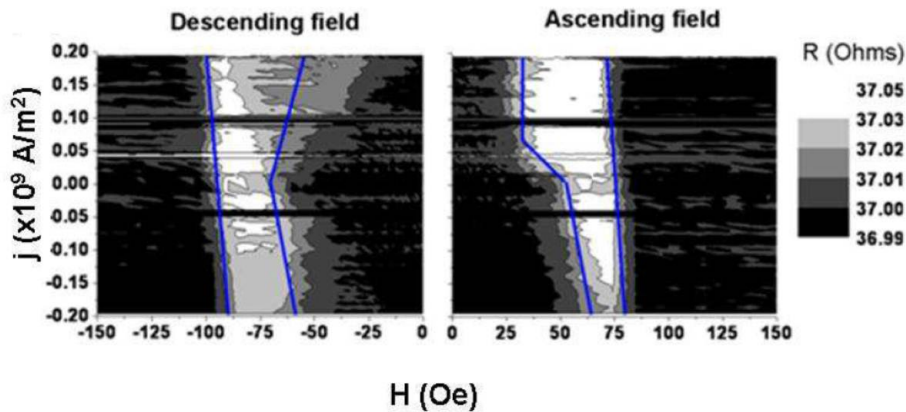 Descending field
Ascending field
R (Ohms)
j (x10⁹ A/m²)
0.20
0.15
0.10
0.05
0.00
-0.05
-0.10
-0.15
-0.20
-150 -125 -100 -75 -50 -25 0
0 25 50 75 100 125 150
37.05
37.03
37.02
37.01
37.00
36.99
H (Oe)